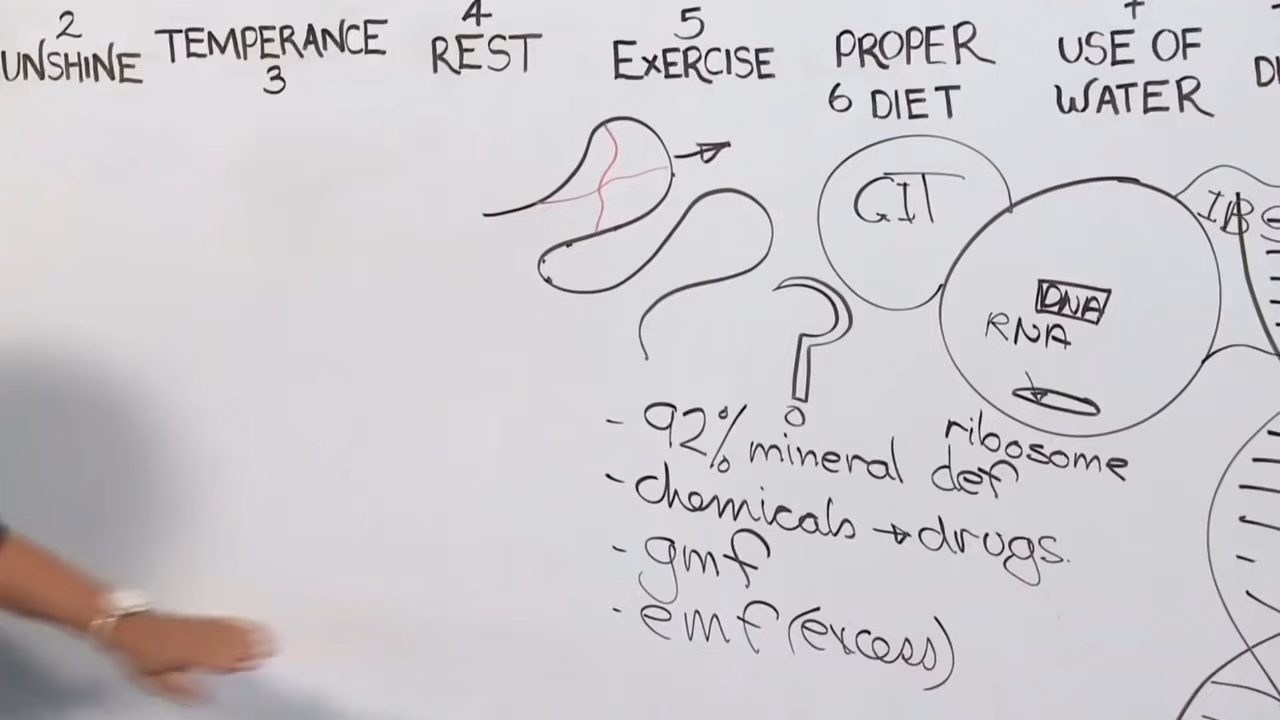 2
UNSHINE
TEMPERANCE
3
4
REST
5
EXERCISE
PROPER
6 DIET
USE OF
WATER
DI
GIT
DNA
RNA
ribosome
- 92% mineral def
- chemicals → drugs.
- gmf
- emf (excess)